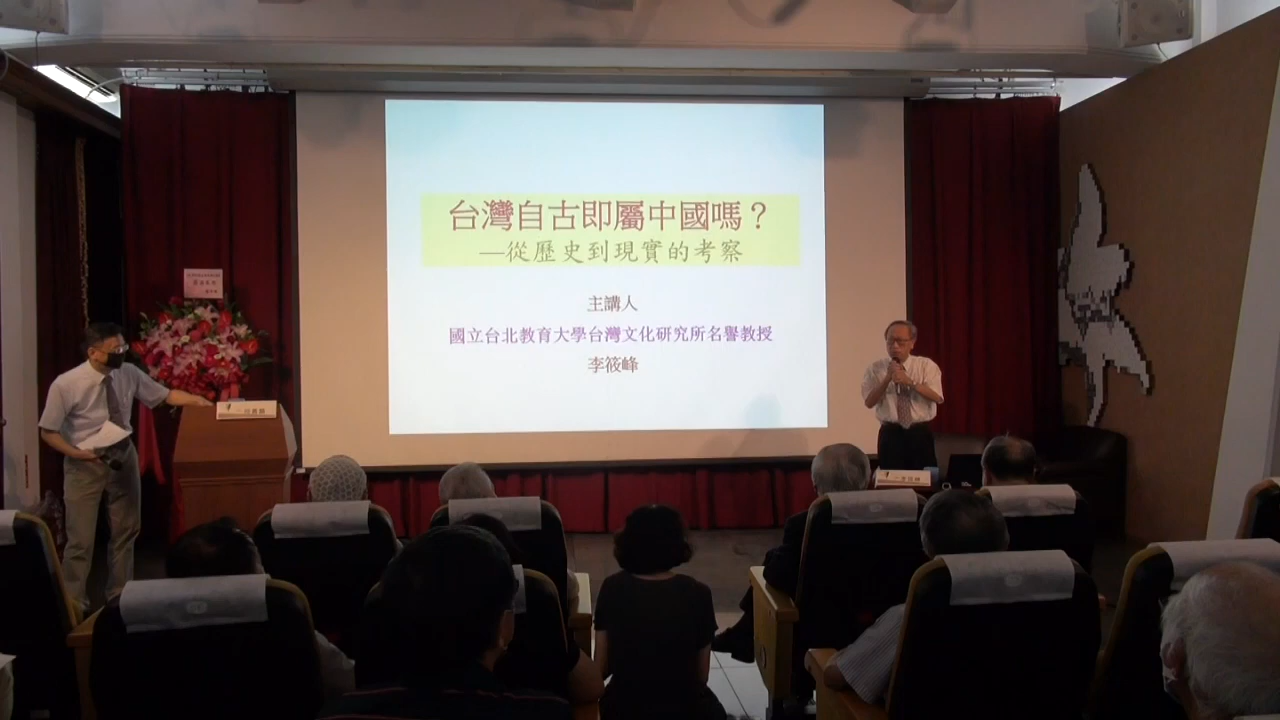 台灣自古即屬中國嗎？
—從歷史到現實的考察
主講人
國立台北教育大學台灣文化研究所名譽教授
李筱峰